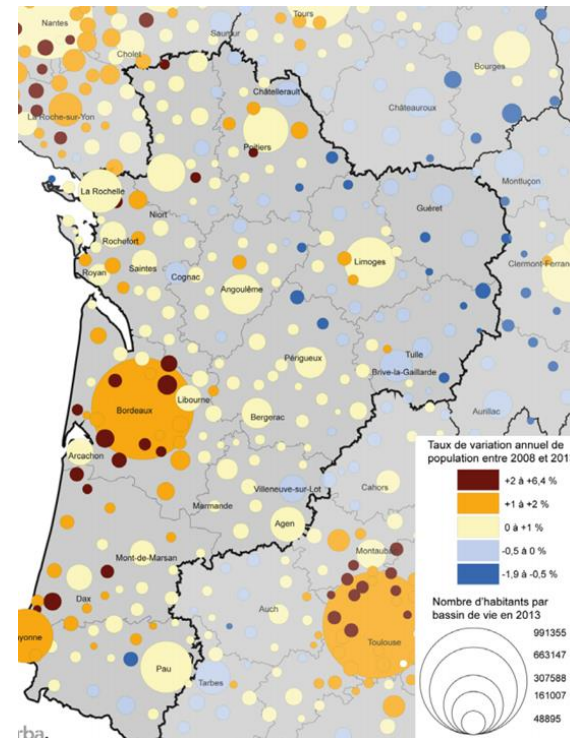 Nantes
Cholet
Saumur
Tours
Bourges
Châtellerault
Châteauroux
La Roche-sur-Yon
Poitiers
Montluçon
La Rochelle
Niort
Guéret
Rochefort
Saintes
Cognac
Limoges
Clermont-Ferran
Royan
Angoulême
Périgueux
Tulle
Brive-la-Gaillarde
Libourne
Bordeaux
Bergerac
Aurillac
Arcachon
Marmande
Villeneuve-sur-Lot
Cahors
Agen
Mont-de-Marsan
Montauba
Dax
Auch
Toulouse
ayonne
Pau
Tarbes
Taux de variation annuel de
population entre 2008 et 201
+2 à +6,4 %
+1 à +2 %
0 à +1 %
-0,5 à 0 %
-1,9 à -0,5 %
Nombre d'habitants par
bassin de vie en 2013
991355
663147
307588
161007
48895
rba.